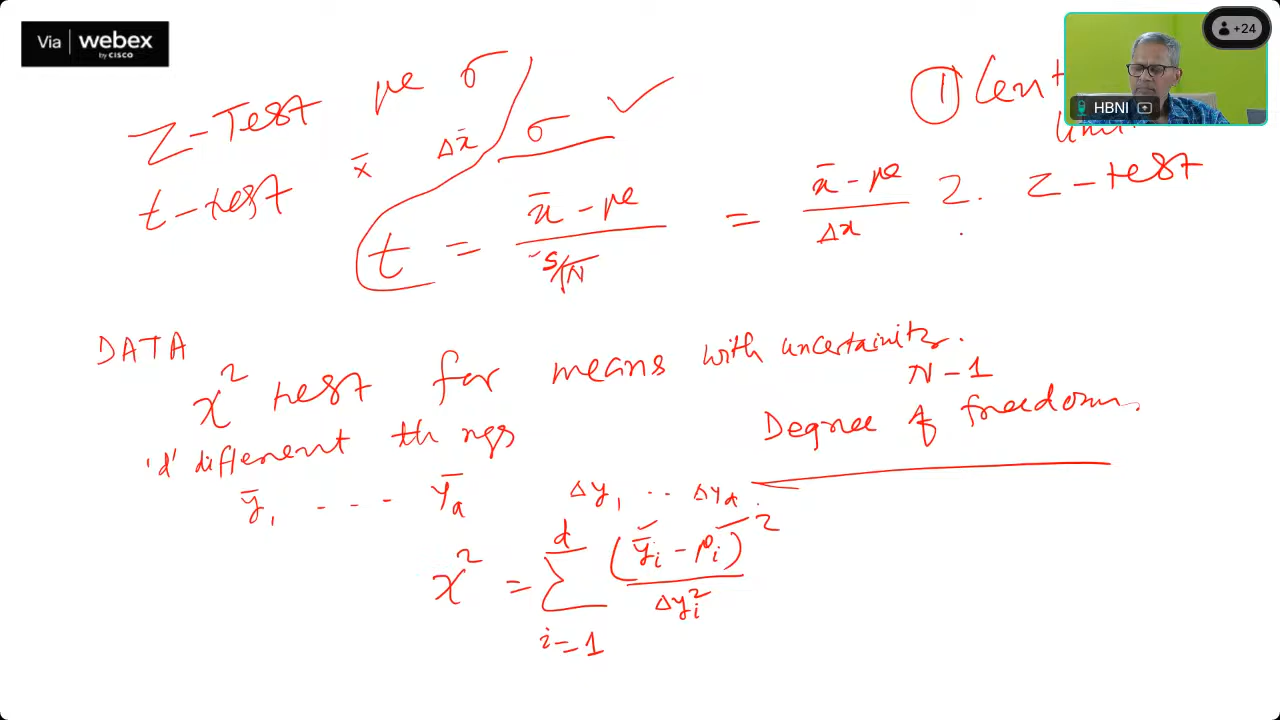 Via webex
by CISCO
+24
HBNI
Z-Test μ σ
① Cent
limi
t-test x̄ Δx̄ σ ✓
t = (x̄ - μ)/(s/√N) = (x̄ - μ)/Δx 2. Z-test
DATA
χ² test for means with uncertainity.
N-1
'd' different things Degree of freedom
ȳ₁ .... ȳd Δy₁ .. Δyd
χ² = Σ_{i=1}^{d} (ȳᵢ - μᵢ)²/Δyᵢ²